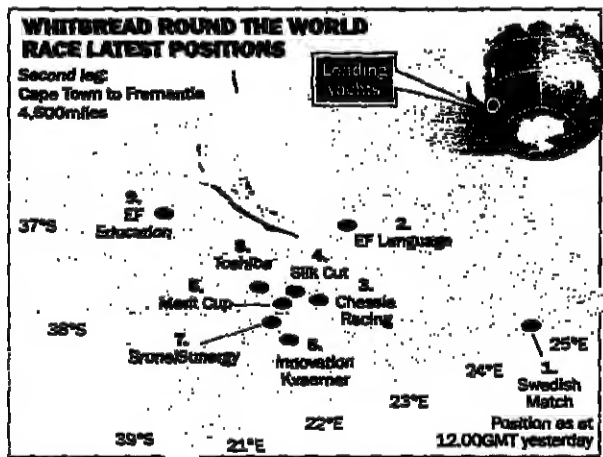 WHITBREAD ROUND THE WORLD
RACE LATEST POSITIONS
Second leg:
Cape Town to Fremantle
4,600miles
Leading
yachts
9.
EF
Education
37°S
2.
EF Language
8.
Toshiba
4.
Silk Cut
5.
Merit Cup
3.
Chessie
Racing
38°S
7.
Brunel Sunergy
6.
Innovation
Kvaerner
1.
Swedish
Match
25°E
24°E
23°E
22°E
21°E
39°S
Position as at
12.00GMT yesterday